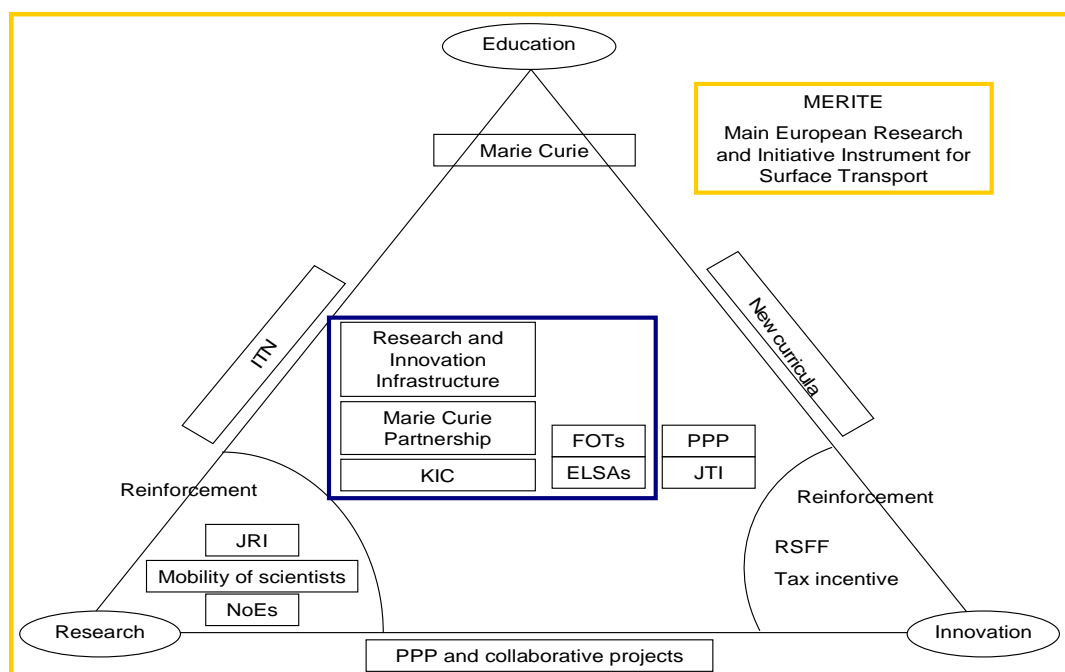 Education
MERITE
Main European Research
and Initiative Instrument for
Surface Transport
Marie Curie
ITN
New curricula
Research and
Innovation
Infrastructure
Marie Curie
Partnership
KIC
FOTs
ELSAs
PPP
JTI
Reinforcement
JRI
Mobility of scientists
NoEs
Reinforcement
RSFF
Tax incentive
Research
Innovation
PPP and collaborative projects